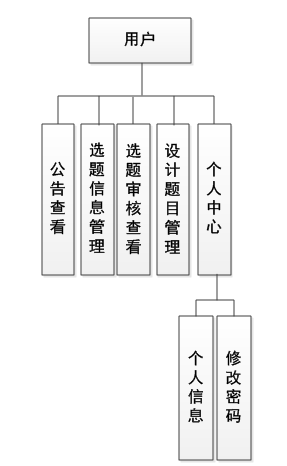 用户
公告查看
选题信息管理
选题审核查看
设计题目管理
个人中心
个人信息
修改密码